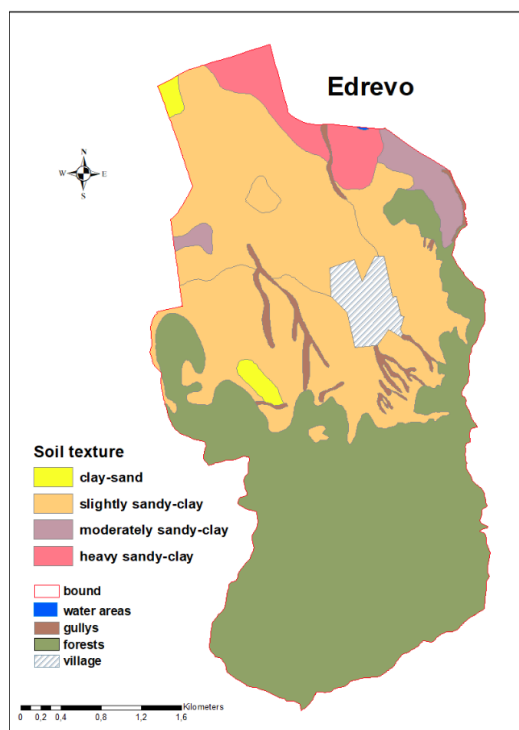 Edrevo
N
W E
S
Soil texture
clay-sand
slightly sandy-clay
moderately sandy-clay
heavy sandy-clay
bound
water areas
gullys
forests
village
Kilometers
0 0,2 0,4 0,8 1,2 1,6